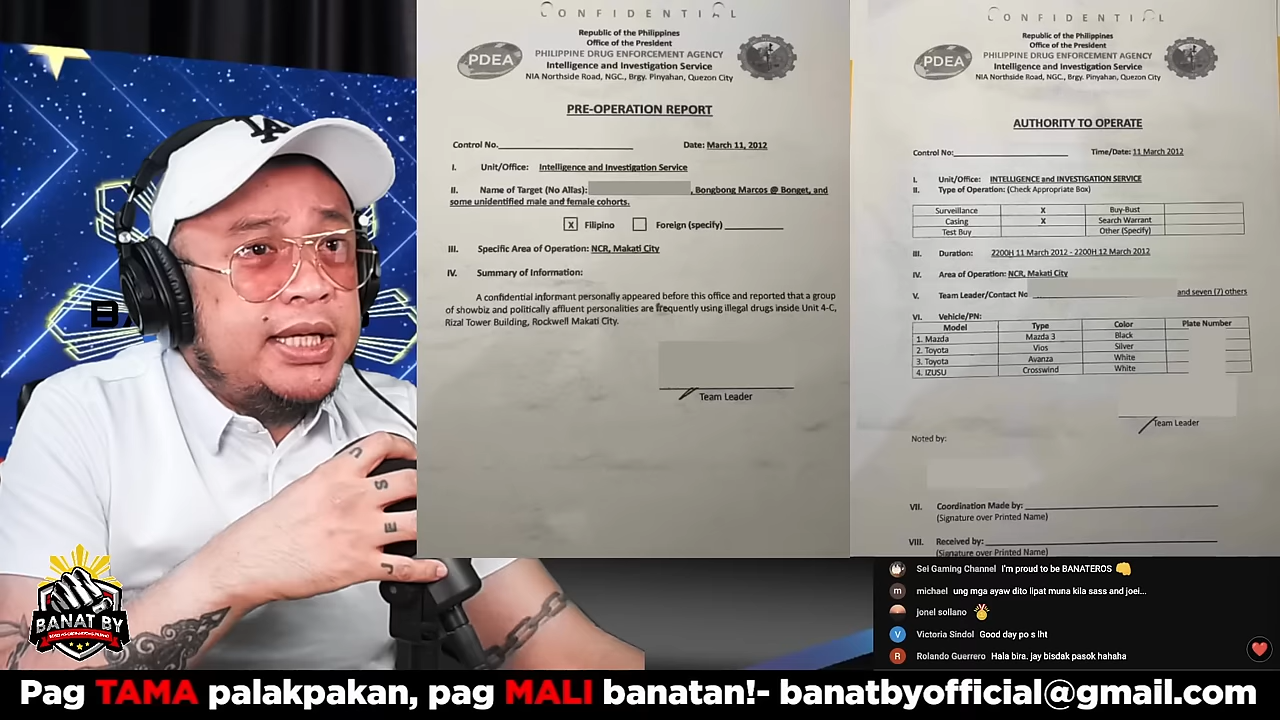 CONFIDENTIAL
Republic of the Philippines
Office of the President
PDEA
PHILIPPINE DRUG ENFORCEMENT AGENCY
Intelligence and Investigation Service
NIA Northside Road, NGC., Brgy. Pinyahan, Quezon City
PRE-OPERATION REPORT
Control No. Date: March 11, 2012
I. Unit/Office: Intelligence and Investigation Service
II. Name of Target (No Alias): , Bongbong Marcos @ Bonget, and
some unidentified male and female cohorts.
X Filipino Foreign (specify)
III. Specific Area of Operation: NCR, Makati City
IV. Summary of Information:
A confidential informant personally appeared before this office and reported that a group
of showbiz and politically affluent personalities are frequently using illegal drugs inside Unit 4-C,
Rizal Tower Building, Rockwell Makati City.
Team Leader
CONFIDENTIAL
Republic of the Philippines
Office of the President
PDEA
PHILIPPINE DRUG ENFORCEMENT AGENCY
Intelligence and Investigation Service
NIA Northside Road, NGC., Brgy. Pinyahan, Quezon City
AUTHORITY TO OPERATE
Control No: Time/Date: 11 March 2012
I. Unit/Office: INTELLIGENCE and INVESTIGATION SERVICE
II. Type of Operation: (Check Appropriate Box)
Surveillance X Buy-Bust
Casing X Search Warrant
Test Buy Other (Specify)
III. Duration: 2200H 11 March 2012 - 2200H 12 March 2012
IV. Area of Operation: NCR, Makati City
V. Team Leader/Contact No and seven (7) others
VI. Vehicle/PN:
Model Type Color Plate Number
1. Mazda Mazda 3 Black
2. Toyota Vios Silver
3. Toyota Avanza White
4. IZUSU Crosswind White
Team Leader
Noted by:
VII. Coordination Made by:
(Signature over Printed Name)
VIII. Received by:
(Signature over Printed Name)
LA
J E S U
BANAT BY
Sei Gaming Channel I'm proud to be BANATEROS 👊
m michael ung mga ayaw dito lipat muna kila sass and joei...
jonel sollano 🏅
V Victoria Sindol Good day po s lht
R Rolando Guerrero Hala bira. jay bisdak pasok hahaha
Pag TAMA palakpakan, pag MALI banatan!- banatbyofficial@gmail.com